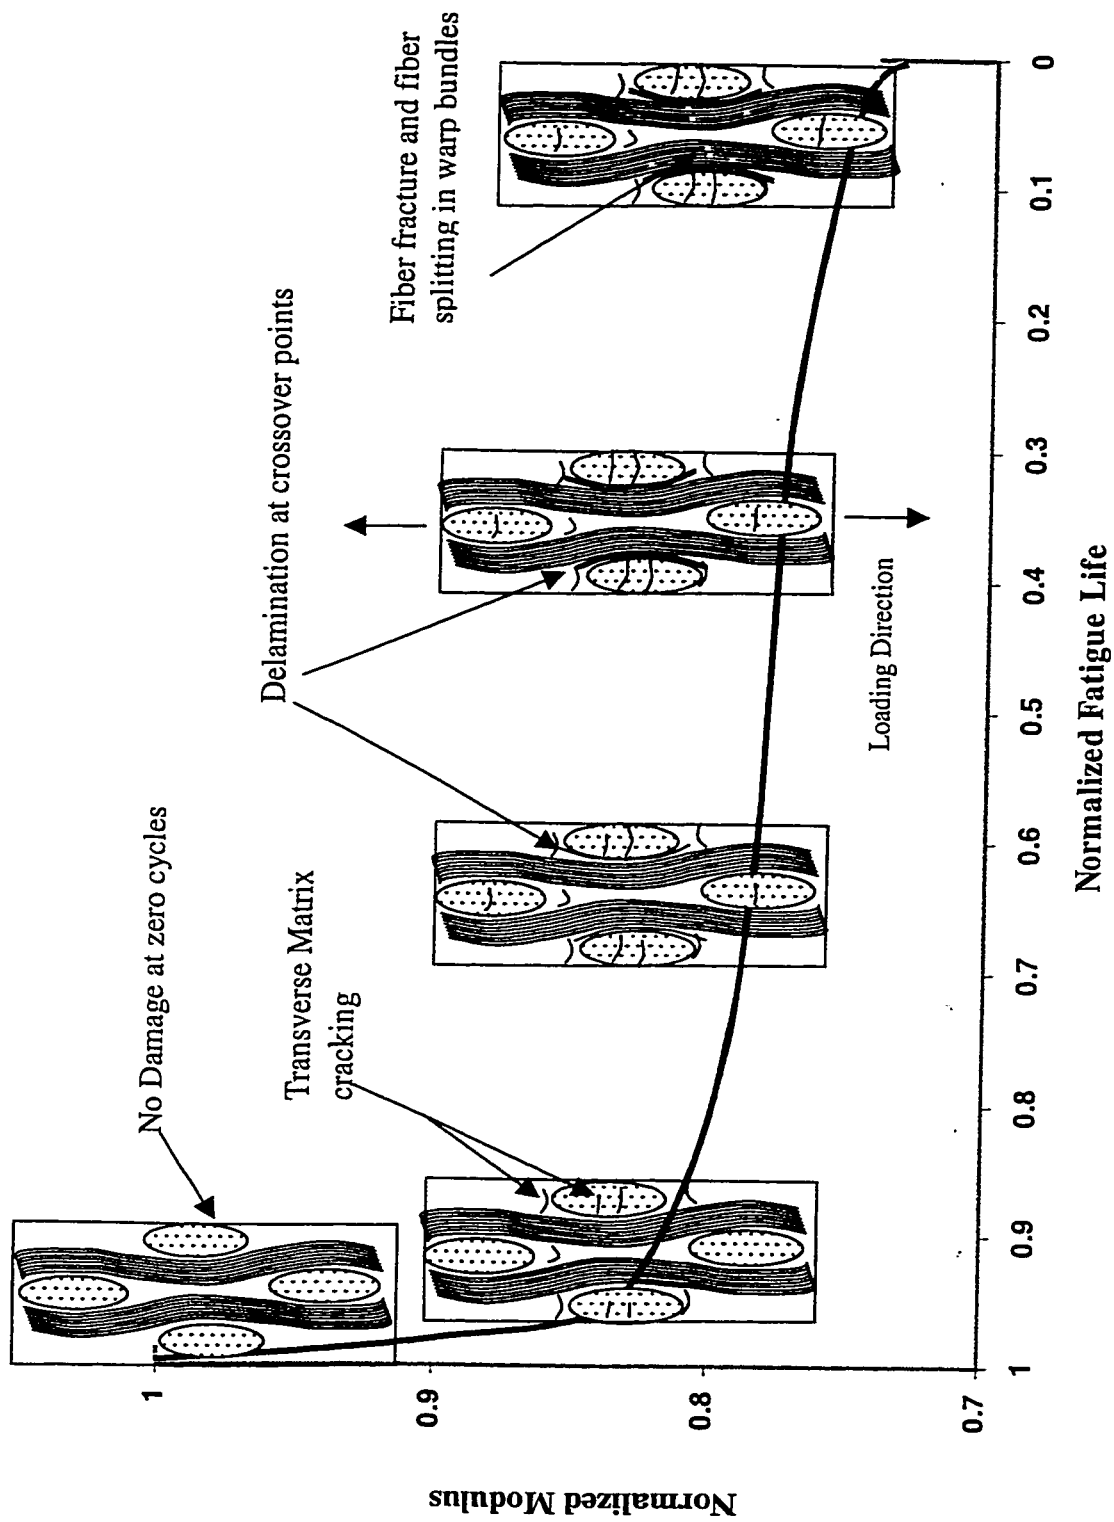 No Damage at zero cycles
Transverse Matrix
cracking
Delamination at crossover points
Fiber fracture and fiber
splitting in warp bundles
Loading Direction
Normalized Modulus
1
0.9
0.8
0.7
1
0.9
0.8
0.7
0.6
0.5
0.4
0.3
0.2
0.1
0
Normalized Fatigue Life